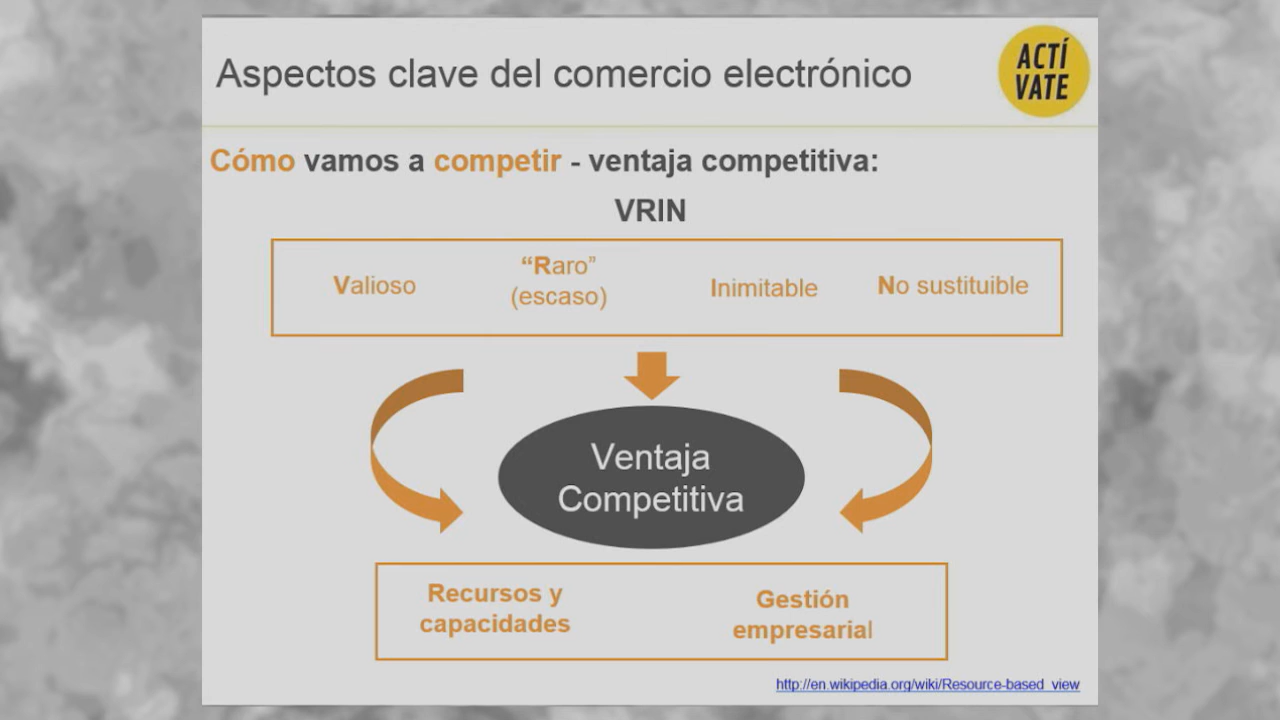 Aspectos clave del comercio electrónico
ACTÍ
VATE
Cómo vamos a competir - ventaja competitiva:
VRIN
Valioso
“Raro”
(escaso)
Inimitable
No sustituible
Ventaja
Competitiva
Recursos y
capacidades
Gestión
empresarial
http://en.wikipedia.org/wiki/Resource-based_view